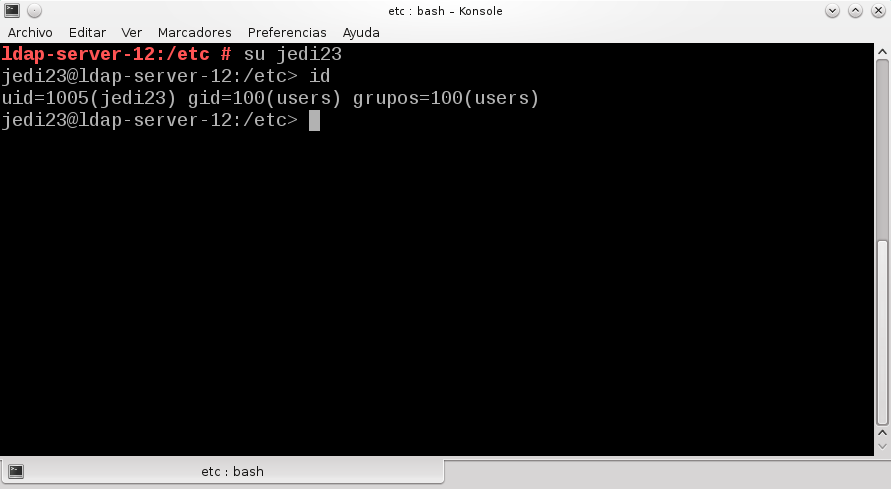 etc : bash – Konsole
Archivo Editar Ver Marcadores Preferencias Ayuda
ldap-server-12:/etc # su jedi23
jedi23@ldap-server-12:/etc> id
uid=1005(jedi23) gid=100(users) grupos=100(users)
jedi23@ldap-server-12:/etc>
etc : bash